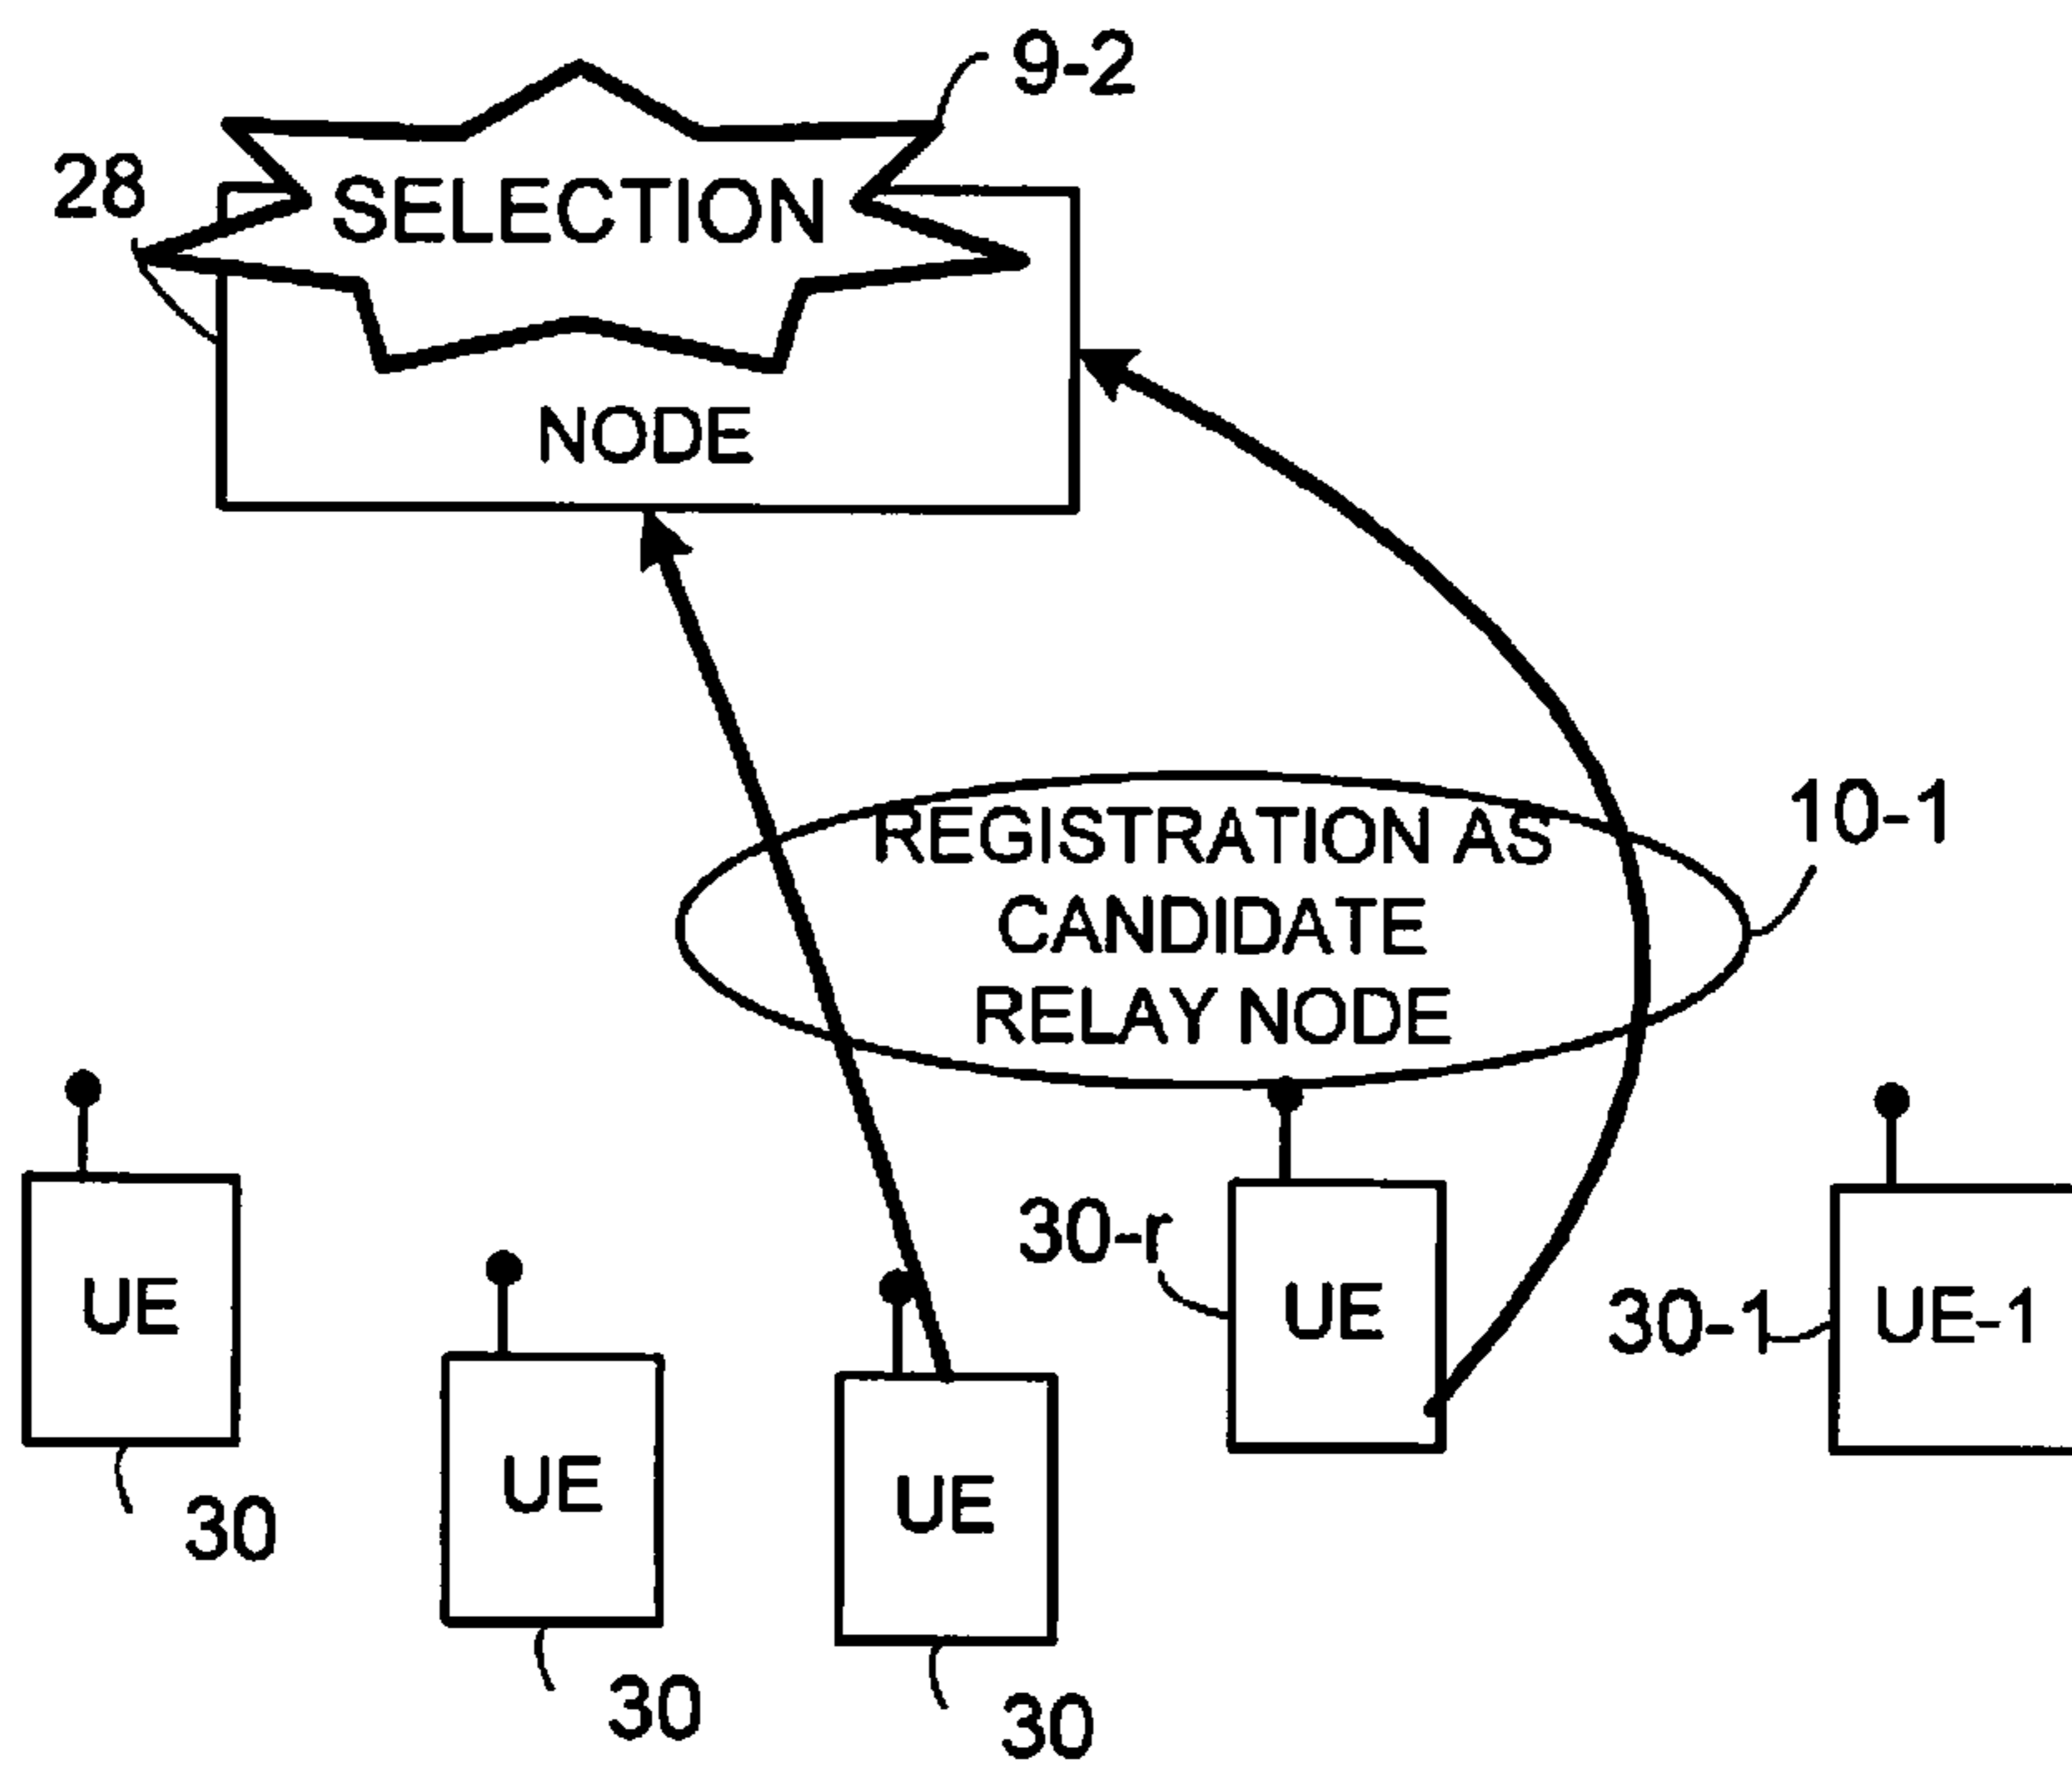 9-2
28
SELECTION
NODE
10-1
REGISTRATION AS
CANDIDATE
RELAY NODE
30-r
30-1
UE
UE
UE
UE
UE-1
30
30
30